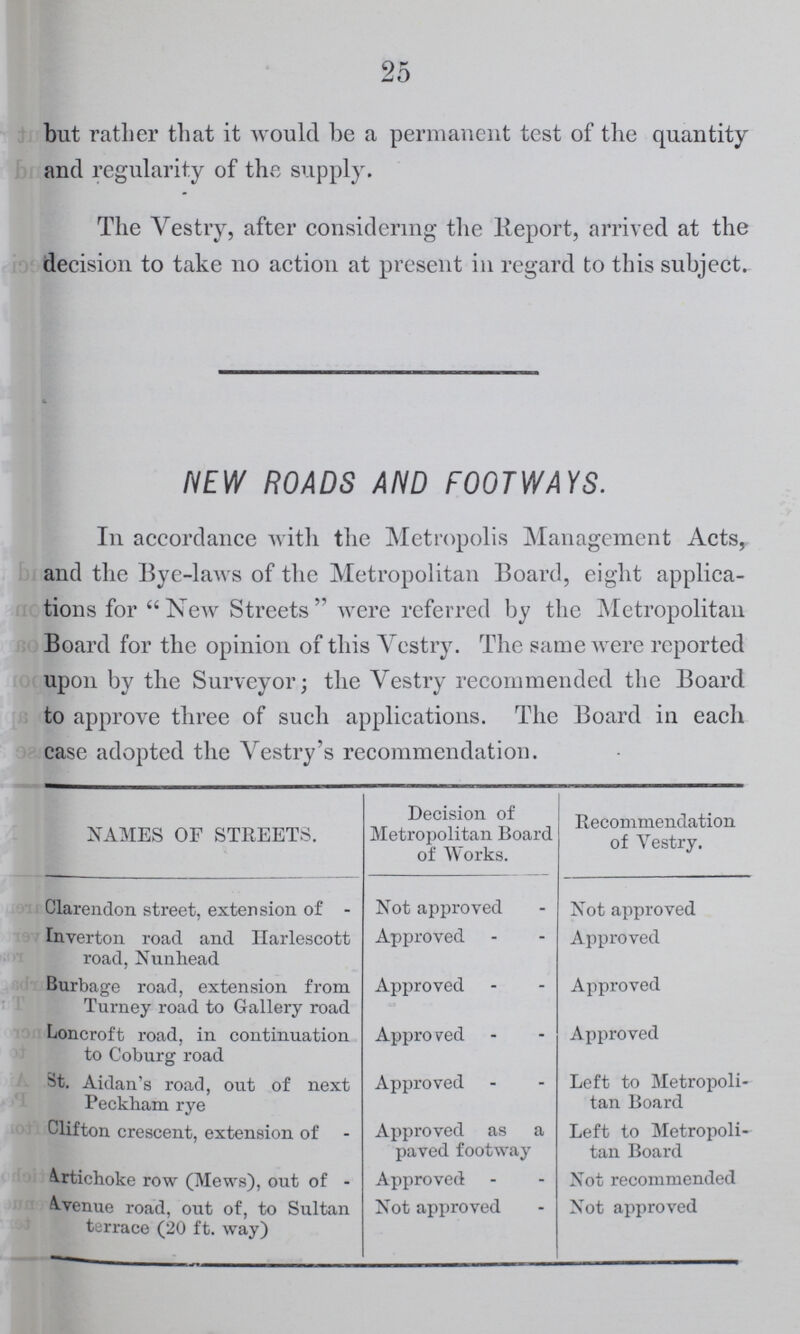 25
but rather that it would be a permanent test of the quantity
and regularity of the supply.
The Vestry, after considering the Report, arrived at the
decision to take no action at present in regard to this subject.
NEW ROADS AND FOOTWAYS.
In accordance with the Metropolis Management Acts,
and the Bye-laws of the Metropolitan Board, eight applica-
tions for “New Streets” were referred by the Metropolitan
Board for the opinion of this Vestry. The same were reported
upon by the Surveyor; the Vestry recommended the Board
to approve three of such applications. The Board in each
case adopted the Vestry's recommendation.
NAMES OF STREETS.
Decision of
Metropolitan Board
of Works.
Recommendation
of Vestry.
Clarendon street, extension of - Not approved - Not approved
Inverton road and Harlescott Approved - - Approved
road, Nunhead
Burbage road, extension from Approved - - Approved
Turney road to Gallery road
Loncroft road, in continuation Approved - - Approved
to Coburg road
St. Aidan's road, out of next Approved - - Left to Metropoli-
Peckham rye tan Board
Clifton crescent, extension of - Approved as a Left to Metropoli-
paved footway tan Board
Artichoke row (Mews), out of - Approved - - Not recommended
Avenue road, out of, to Sultan Not approved - Not approved
terrace (20 ft. way)